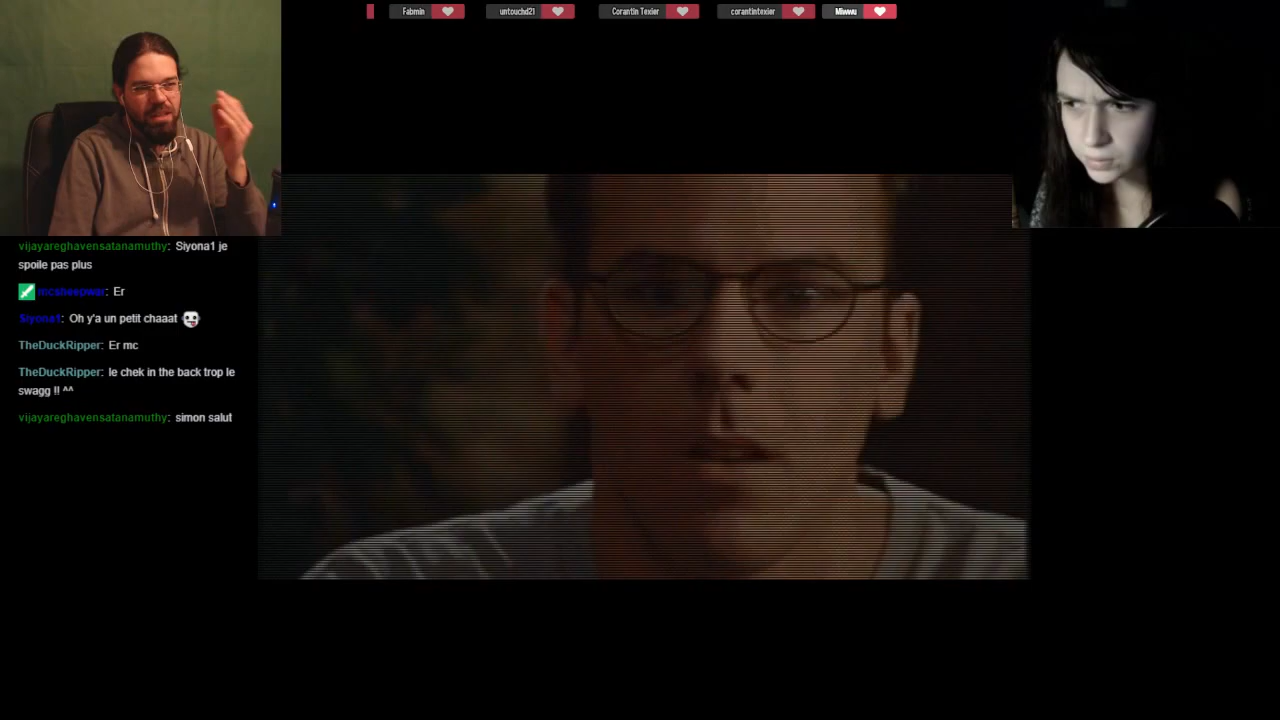 Fabmin
untouchd21
Corantin Texier
corantintexier
Miwwu
vijayareghavensatanamuthy: Siyona1 je
spoile pas plus
mcsheepwar: Er
Siyona1: Oh y'a un petit chaaat
TheDuckRipper: Er mc
TheDuckRipper: le chek in the back trop le
swagg !! ^^
vijayareghavensatanamuthy: simon salut